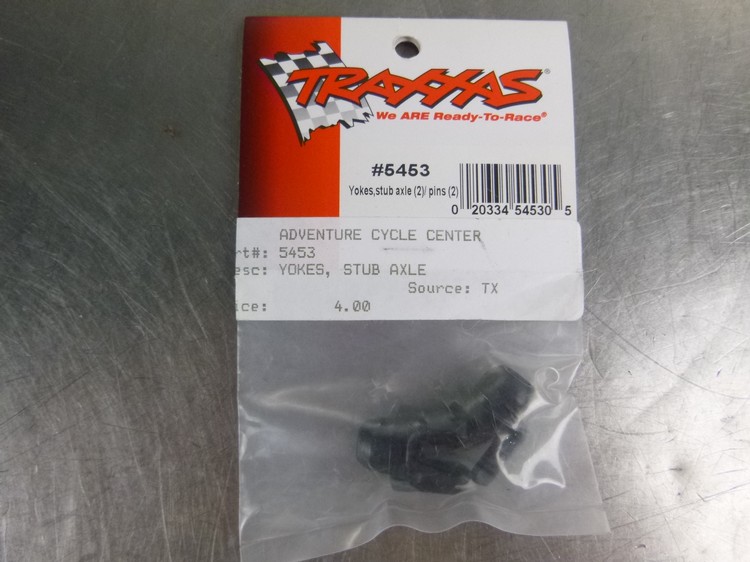 TRAXXAS®
We ARE Ready-To-Race®
#5453
Yokes,stub axle (2)/ pins (2)
0 20334 54530 5
ADVENTURE CYCLE CENTER
rt#: 5453
esc: YOKES, STUB AXLE
Source: TX
ice: 4.00